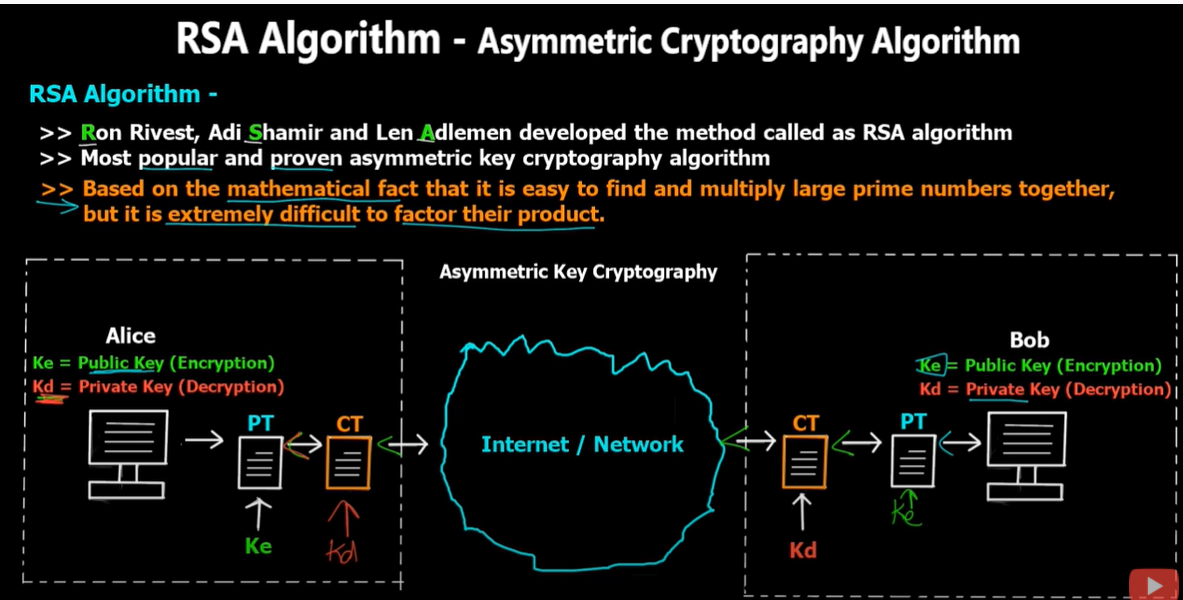 RSA Algorithm - Asymmetric Cryptography Algorithm
RSA Algorithm -
>> Ron Rivest, Adi Shamir and Len Adlemen developed the method called as RSA algorithm
>> Most popular and proven asymmetric key cryptography algorithm
>> Based on the mathematical fact that it is easy to find and multiply large prime numbers together,
but it is extremely difficult to factor their product.
Asymmetric Key Cryptography
Alice
Ke = Public Key (Encryption)
Kd = Private Key (Decryption)
PT
CT
Ke
Kd
Internet / Network
Bob
Ke = Public Key (Encryption)
Kd = Private Key (Decryption)
CT
PT
Kd
Ke